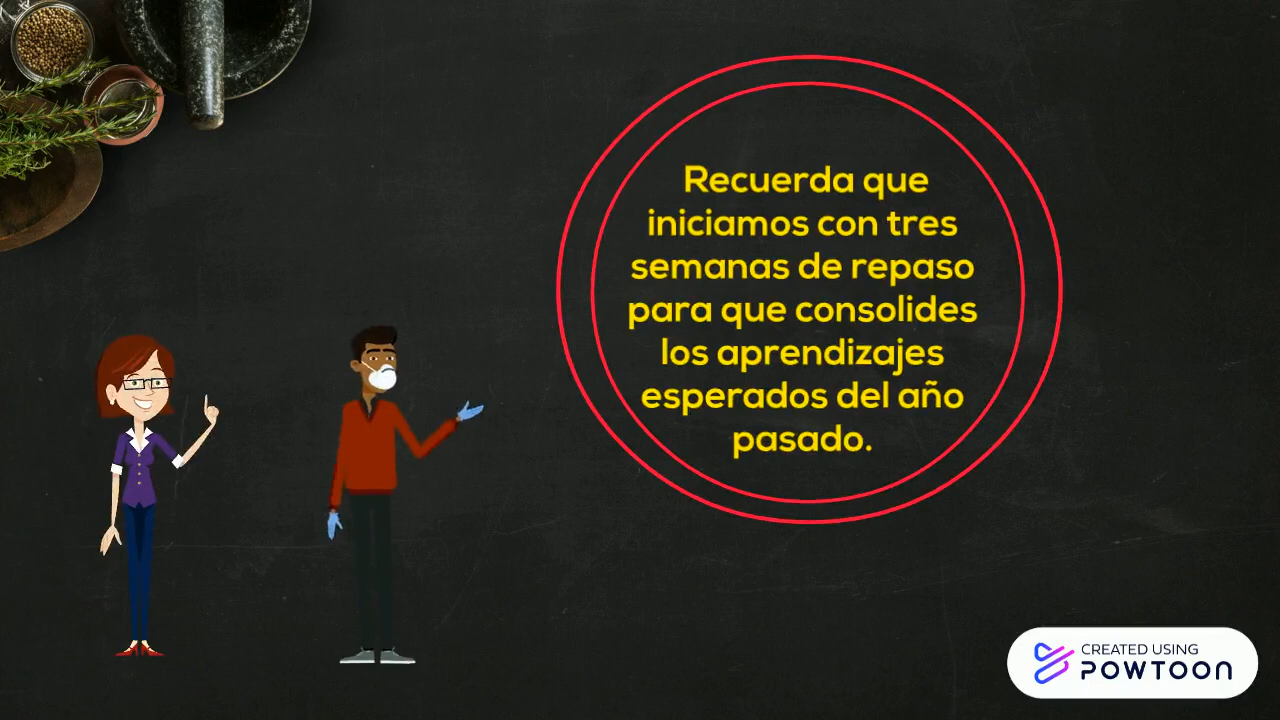 Recuerda que
iniciamos con tres
semanas de repaso
para que consolides
los aprendizajes
esperados del año
pasado.
CREATED USING
POWTOON